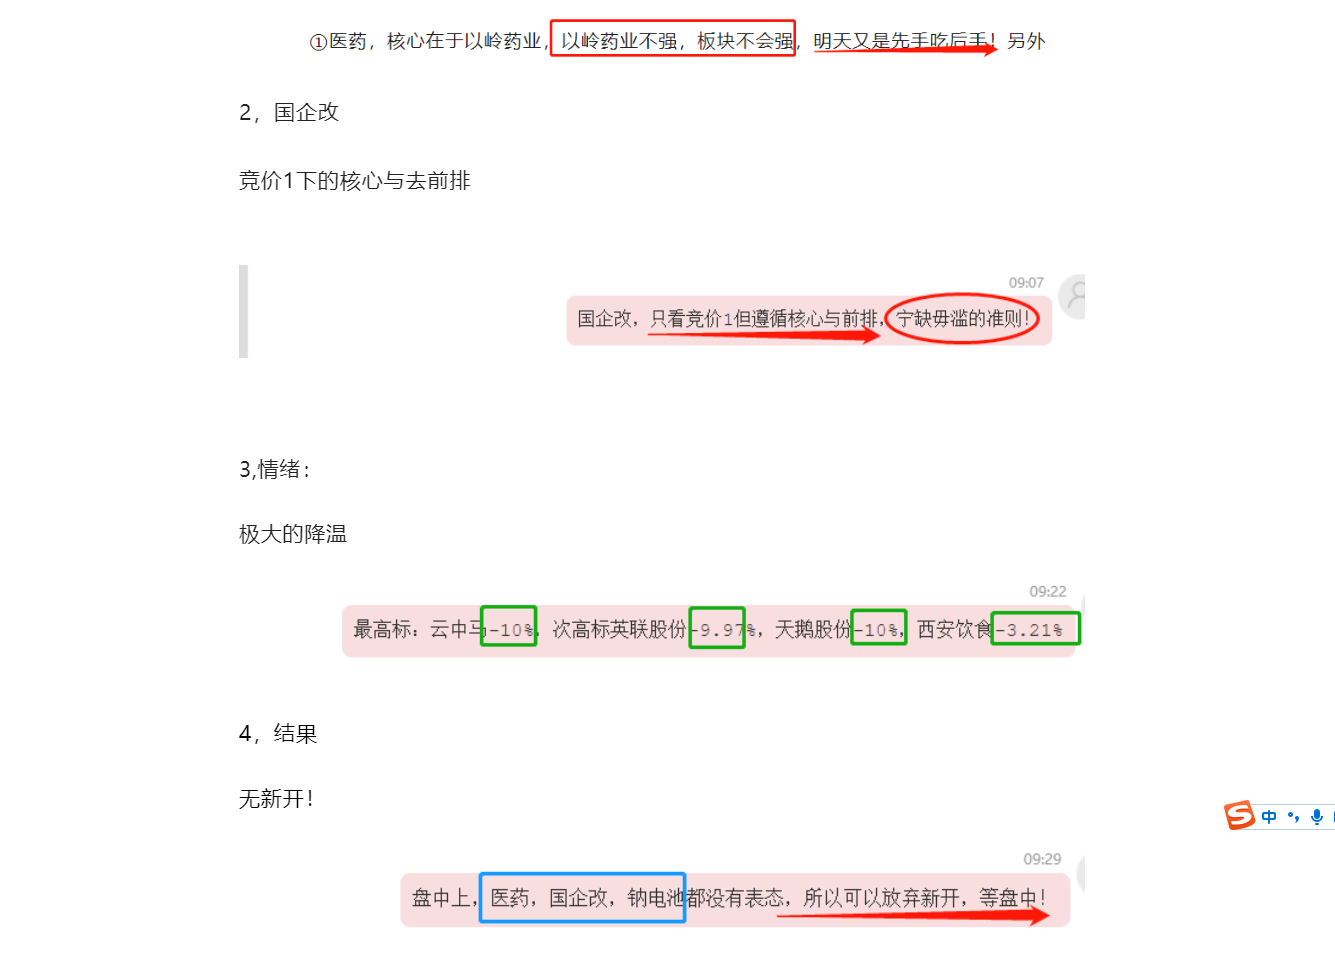 ①医药，核心在于以岭药业，以岭药业不强，板块不会强，明天又是先手吃后手！另外
2，国企改
竞价1下的核心与去前排
09:07
国企改，只看竞价1但遵循核心与前排，宁缺毋滥的准则！
3,情绪：
极大的降温
09:22
最高标：云中马-10%，次高标英联股份-9.97%，天鹅股份-10%，西安饮食-3.21%
4，结果
无新开！
09:29
盘中上，医药，国企改，钠电池都没有表态，所以可以放弃新开，等盘中！
S中